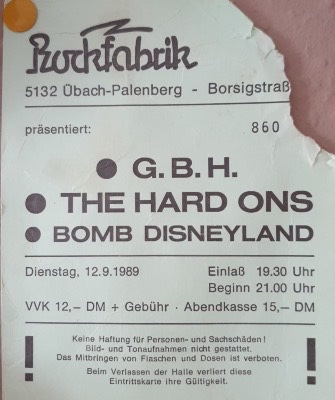 Rockfabrik
5132 Übach-Palenberg - Borsigstraß
präsentiert: 860
● G.B.H.
● THE HARD ONS
● BOMB DISNEYLAND
Dienstag, 12.9.1989 Einlaß 19.30 Uhr
Beginn 21.00 Uhr
VVK 12,- DM + Gebühr · Abendkasse 15,- DM
! Keine Haftung für Personen- und Sachschäden! !
Bild- und Tonaufnahmen nicht gestattet.
Das Mitbringen von Flaschen und Dosen ist verboten.
Beim Verlassen der Halle verliert diese
Eintrittskarte ihre Gültigkeit.